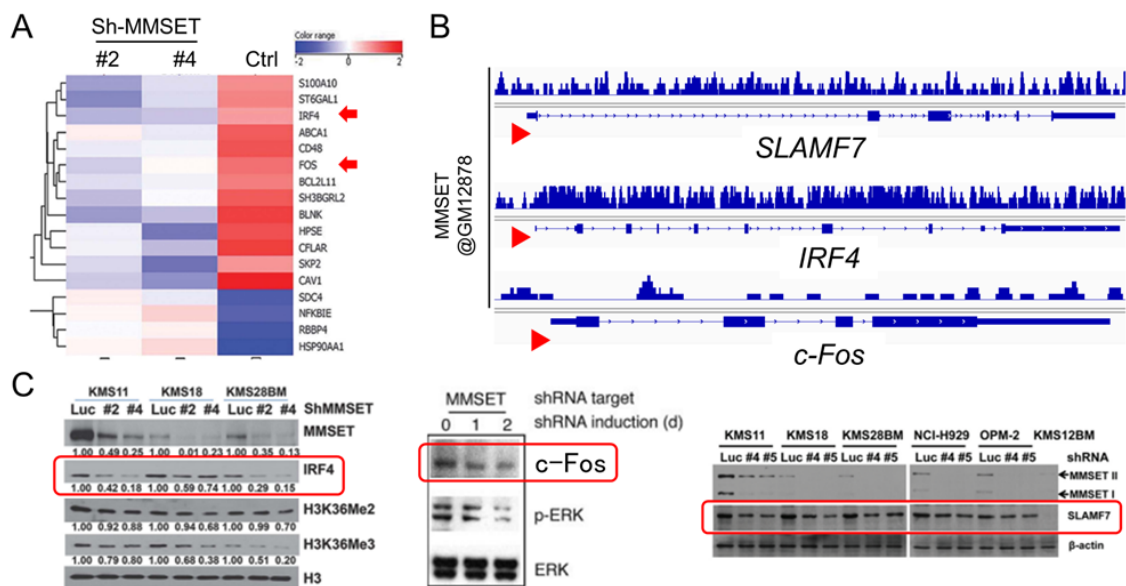 A
Sh-MMSET
#2 #4 Ctrl
Color range
-2 0 2
S100A10
ST6GAL1
IRF4
ABCA1
CD48
FOS
BCL2L11
SH3BGRL2
BLNK
HPSE
CFLAR
SKP2
CAV1
SDC4
NFKBIE
RBBP4
HSP90AA1
B
MMSET
@GM12878
SLAMF7
IRF4
c-Fos
C
KMS11 KMS18 KMS28BM
Luc #2 #4 Luc #2 #4 Luc #2 #4
ShMMSET
MMSET
1.00 0.49 0.25 1.00 0.01 0.23 1.00 0.35 0.13
IRF4
1.00 0.42 0.18 1.00 0.59 0.74 1.00 0.29 0.15
H3K36Me2
1.00 0.92 0.88 1.00 0.94 0.68 1.00 0.99 0.70
H3K36Me3
1.00 0.79 0.80 1.00 0.68 0.38 1.00 0.51 0.20
H3
MMSET shRNA target
0 1 2 shRNA induction (d)
c-Fos
p-ERK
ERK
KMS11 KMS18 KMS28BM NCI-H929 OPM-2 KMS12BM
Luc #4 #5 Luc #4 #5 Luc #4 #5 Luc #4 #5 Luc #4 #5 shRNA
MMSET II
MMSET I
SLAMF7
β-actin